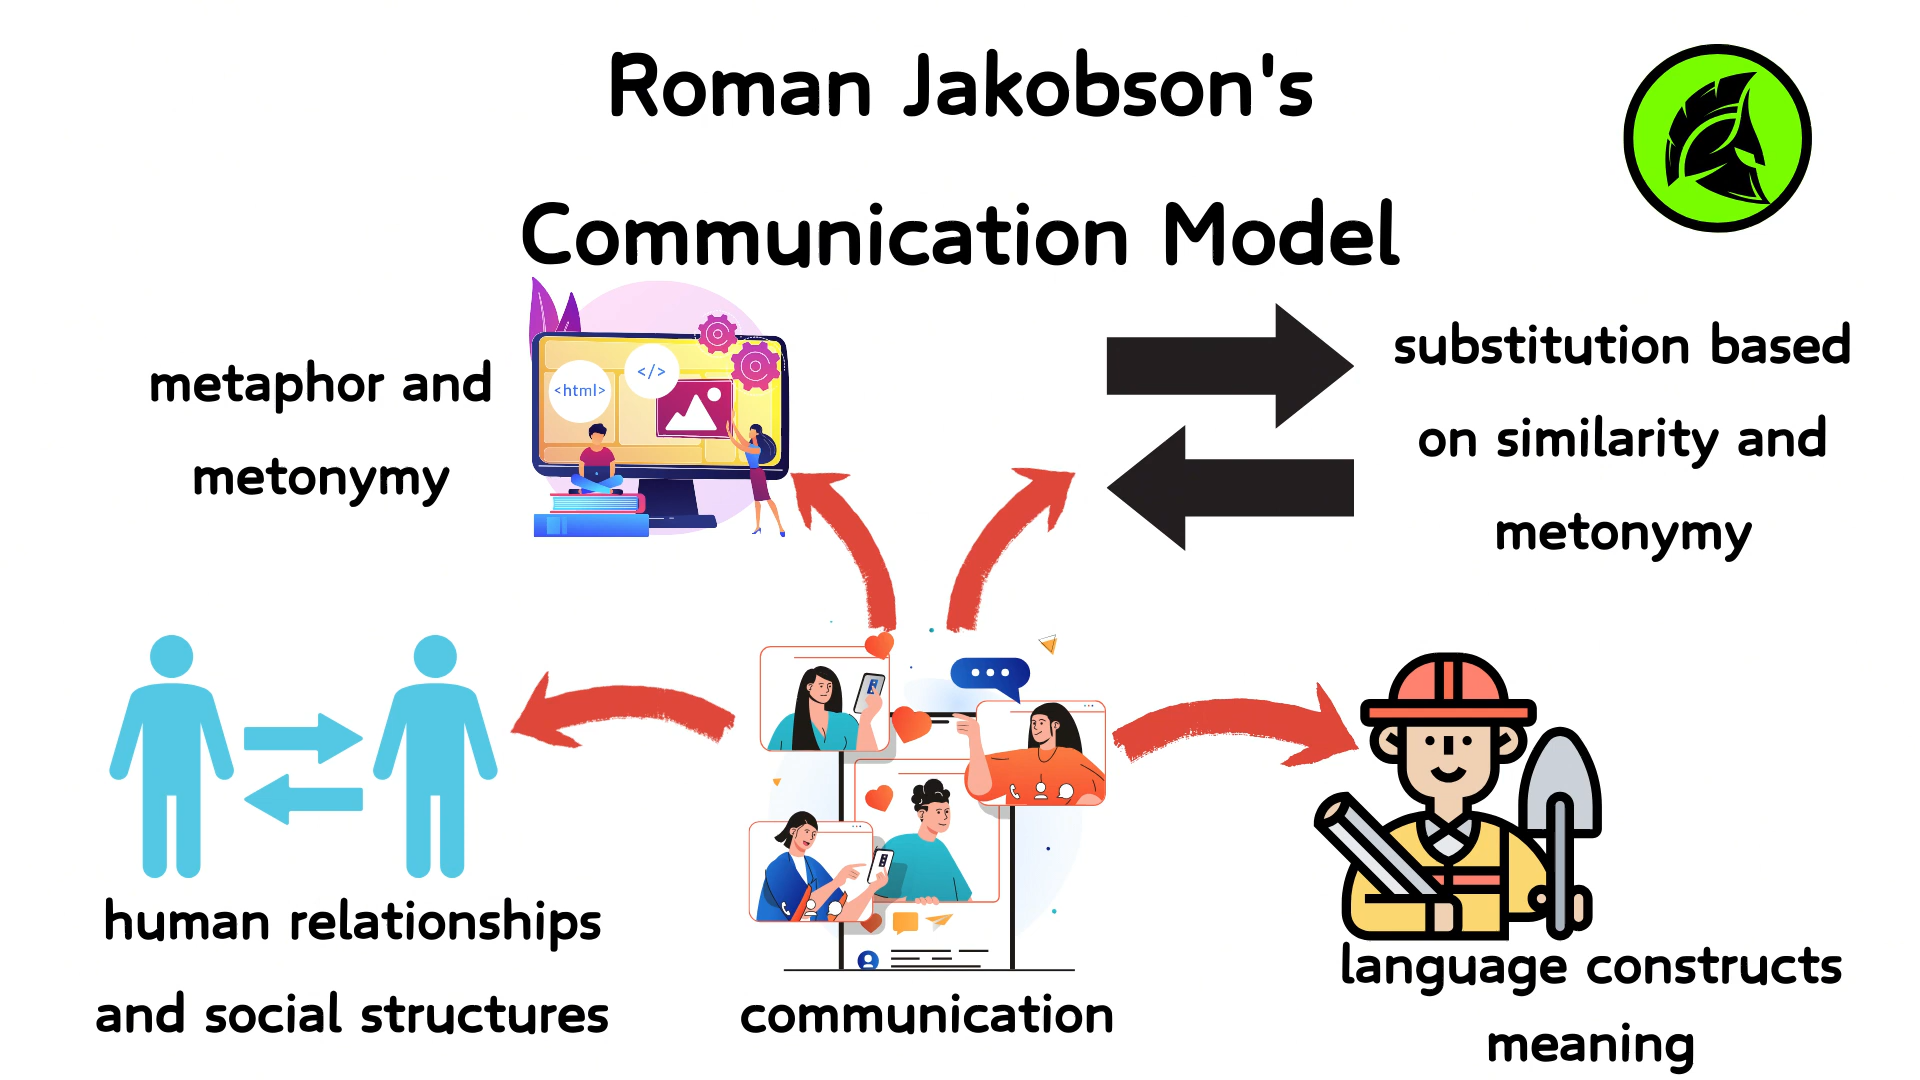 Roman Jakobson's
Communication Model
metaphor and
metonymy
<html>
</>
substitution based
on similarity and
metonymy
human relationships
and social structures
communication
language constructs
meaning